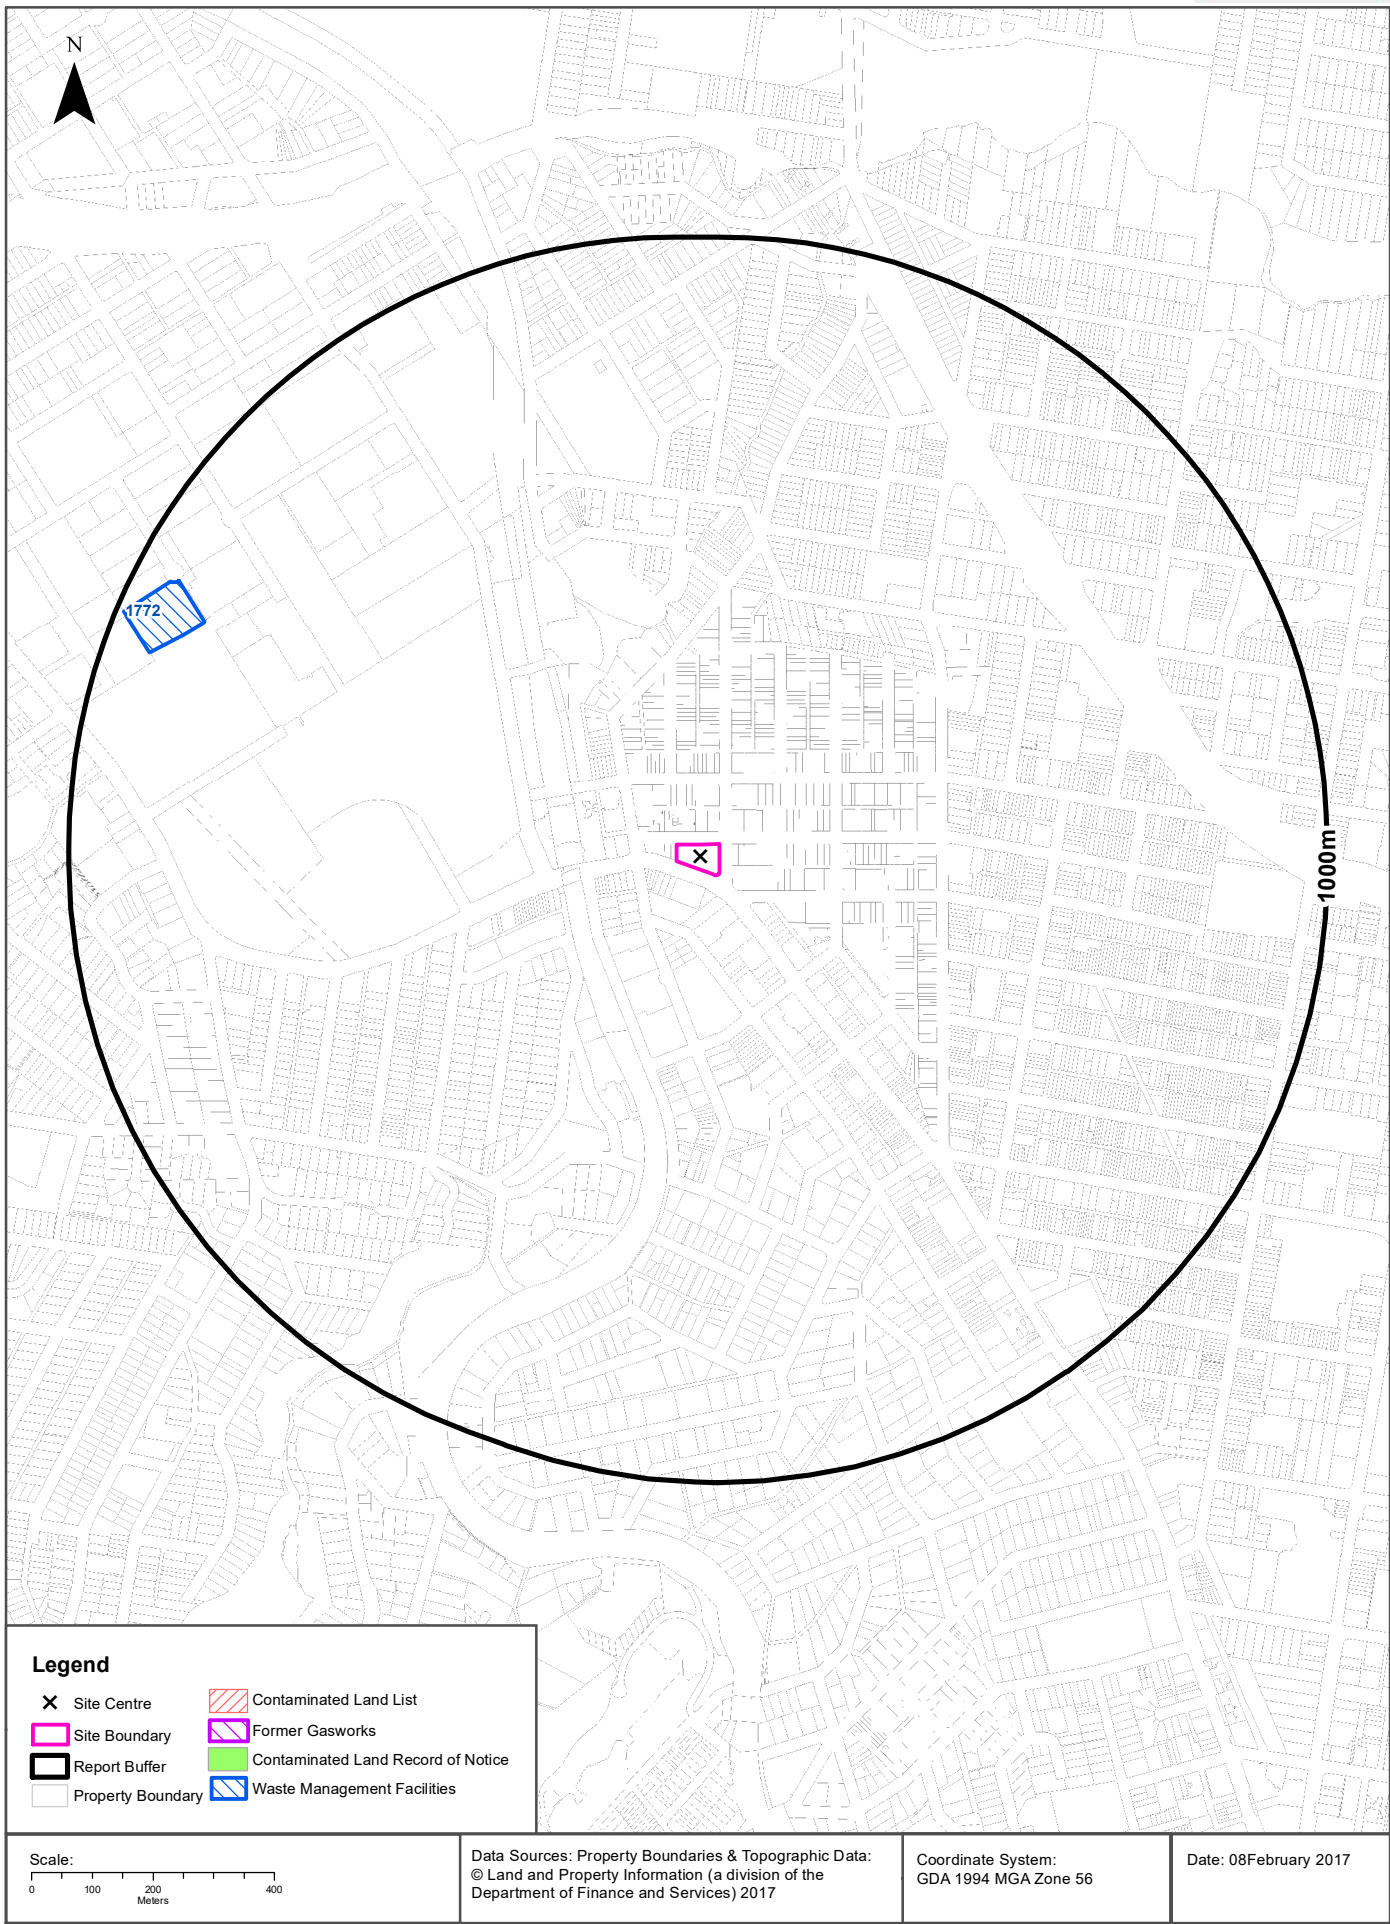 N
1772
1000m
Legend
Site Centre
Site Boundary
Report Buffer
Property Boundary
Contaminated Land List
Former Gasworks
Contaminated Land Record of Notice
Waste Management Facilities
Scale:
0 100 200 400
Meters
Data Sources: Property Boundaries & Topographic Data:
© Land and Property Information (a division of the
Department of Finance and Services) 2017
Coordinate System:
GDA 1994 MGA Zone 56
Date: 08February 2017